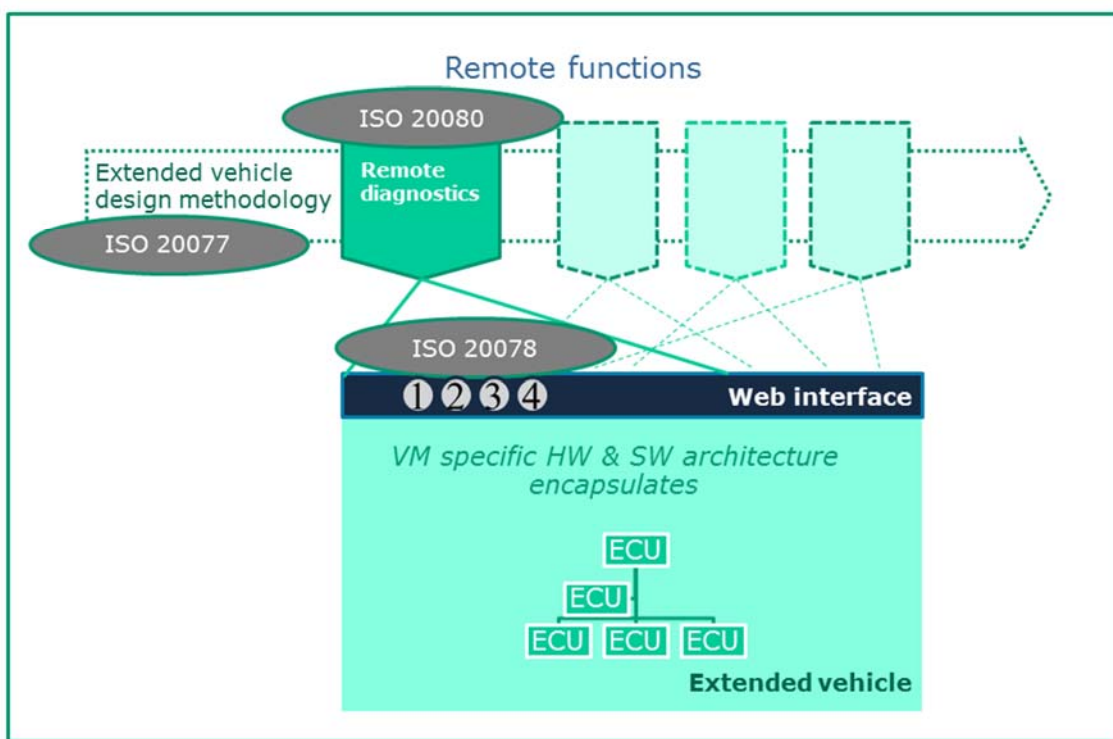 Remote functions
ISO 20080
Extended vehicle
design methodology
Remote
diagnostics
ISO 20077
ISO 20078
1 2 3 4
Web interface
VM specific HW & SW architecture
encapsulates
ECU
ECU
ECU ECU ECU
Extended vehicle